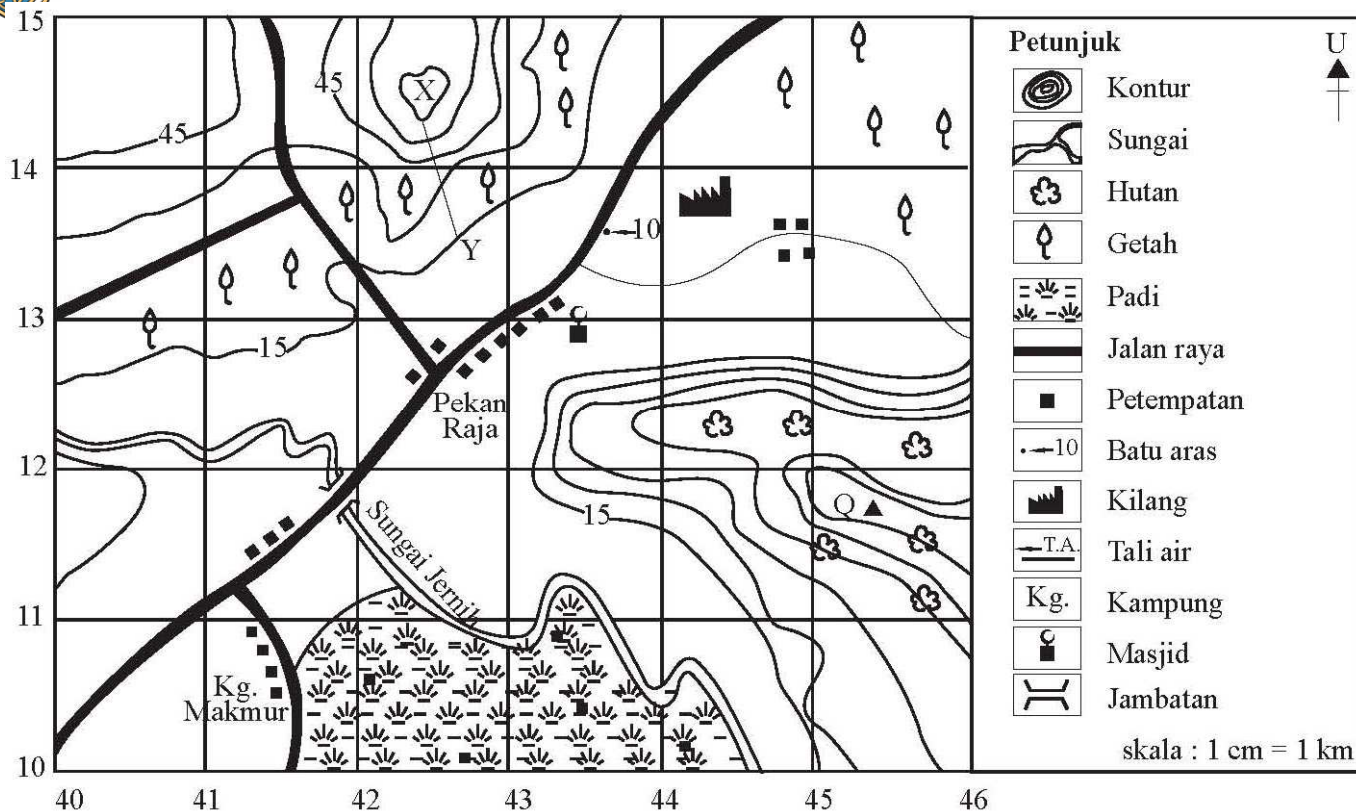 15
14
13
12
11
10
40
41
42
43
44
45
46
45
45
X
Y
10
15
Pekan
Raja
Sungai Jernih
15
Q
Kg.
Makmur
Petunjuk
U
Kontur
Sungai
Hutan
Getah
Padi
Jalan raya
Petempatan
10
Batu aras
Kilang
T.A.
Tali air
Kg.
Kampung
Masjid
Jambatan
skala : 1 cm = 1 km